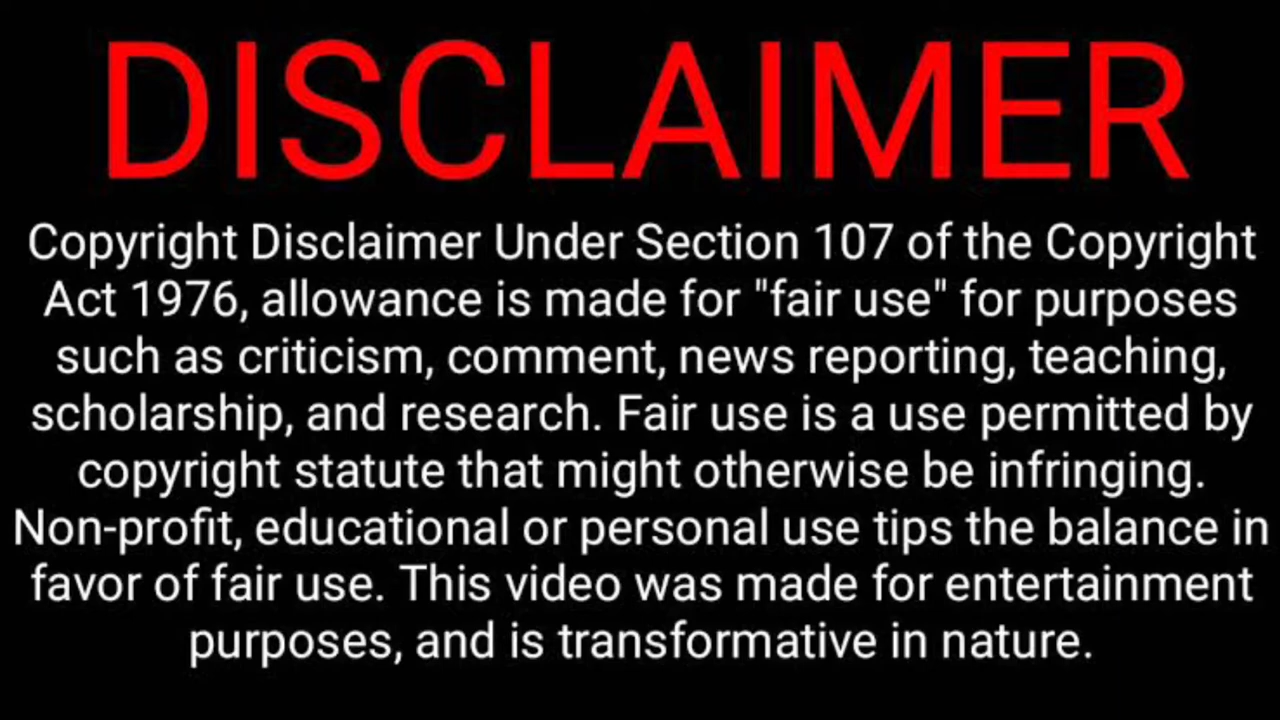 DISCLAIMER
Copyright Disclaimer Under Section 107 of the Copyright
Act 1976, allowance is made for "fair use" for purposes
such as criticism, comment, news reporting, teaching,
scholarship, and research. Fair use is a use permitted by
copyright statute that might otherwise be infringing.
Non-profit, educational or personal use tips the balance in
favor of fair use. This video was made for entertainment
purposes, and is transformative in nature.